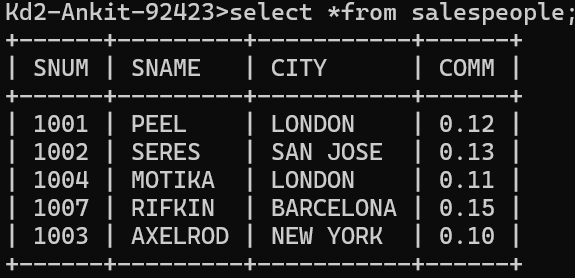 Kd2-Ankit-92423>select *from salespeople;
+------+---------+-----------+------+
| SNUM | SNAME   | CITY      | COMM |
+------+---------+-----------+------+
| 1001 | PEEL    | LONDON    | 0.12 |
| 1002 | SERES   | SAN JOSE  | 0.13 |
| 1004 | MOTIKA  | LONDON    | 0.11 |
| 1007 | RIFKIN  | BARCELONA | 0.15 |
| 1003 | AXELROD | NEW YORK  | 0.10 |
+------+---------+-----------+------+